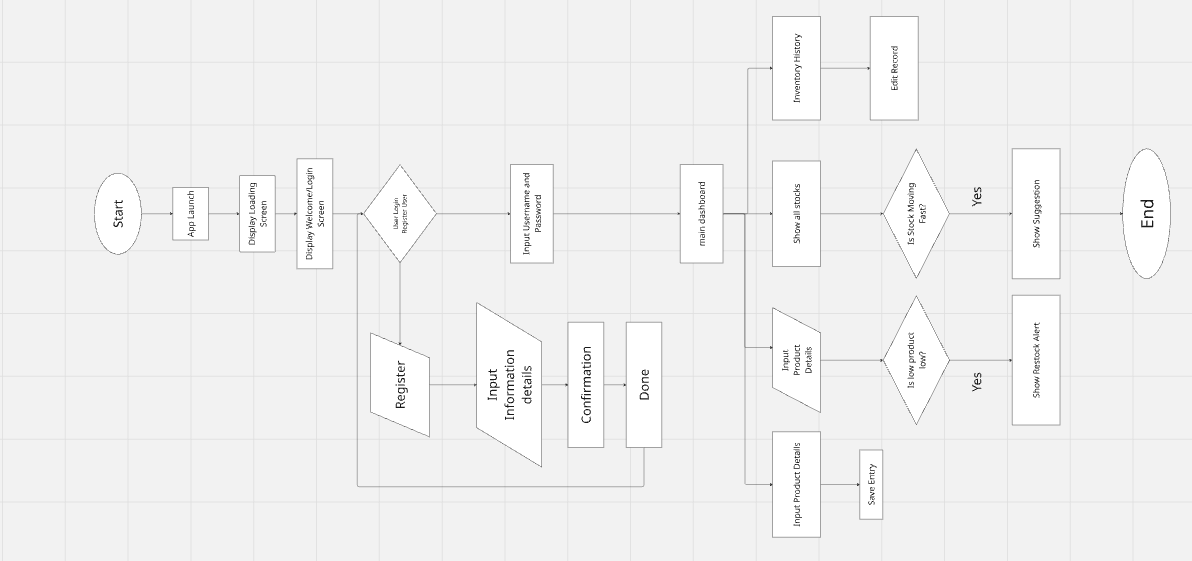 Start
App Launch
Display Loading
Screen
Display Welcome/Login
Screen
User Login
Register User
Input Username and
Password
main dashboard
Register
Input
Information
details
Confirmation
Done
Inventory History
Edit Record
Show all stocks
Is Stock Moving
Fast?
Yes
Show Suggestion
End
Input
Product
Details
Is low product
low?
Yes
Show Restock Alert
Input Product Details
Save Entry